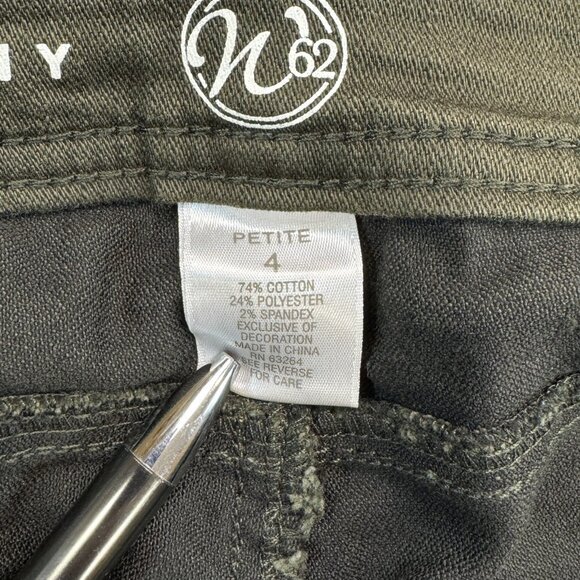 NY
W 62
PETITE
4
74% COTTON
24% POLYESTER
2% SPANDEX
EXCLUSIVE OF
DECORATION
MADE IN CHINA
RN 63264
SEE REVERSE
FOR CARE